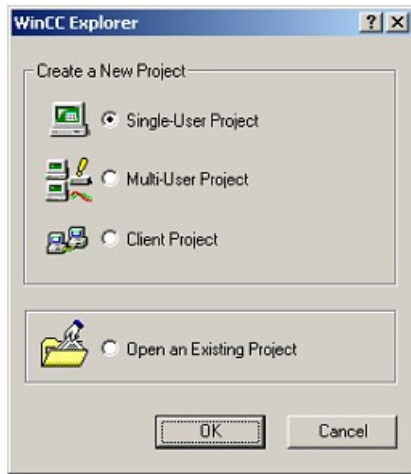 WinCC Explorer
Create a New Project
Single-User Project
Multi-User Project
Client Project
Open an Existing Project
OK
Cancel